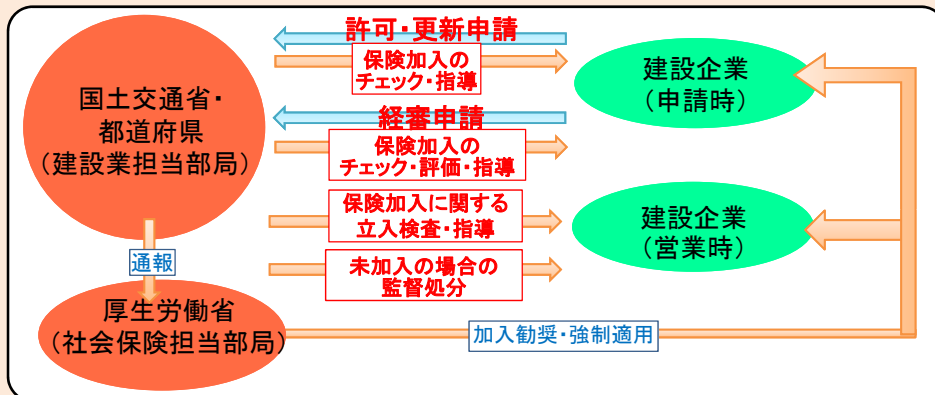 許可・更新申請
保険加入の
チェック・指導
建設企業
（申請時）
国土交通省・
都道府県
（建設業担当部局）
経審申請
保険加入の
チェック・評価・指導
保険加入に関する
立入検査・指導
建設企業
（営業時）
通報
未加入の場合の
監督処分
厚生労働省
（社会保険担当部局）
加入勧奨・強制適用